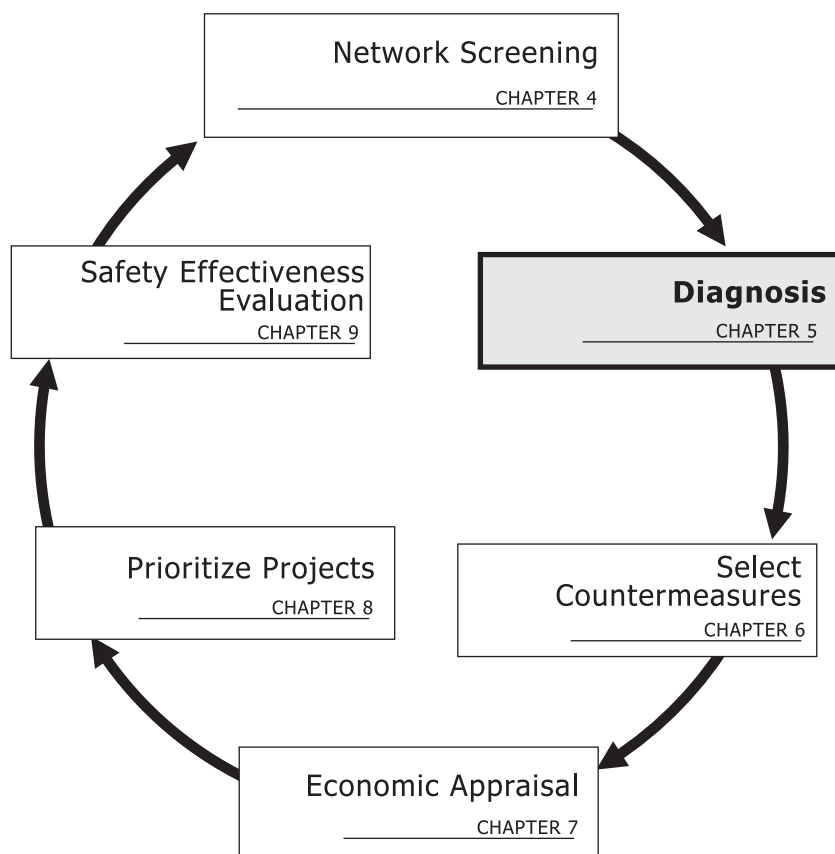 Network Screening
CHAPTER 4
Diagnosis
CHAPTER 5
Select
Countermeasures
CHAPTER 6
Economic Appraisal
CHAPTER 7
Prioritize Projects
CHAPTER 8
Safety Effectiveness
Evaluation
CHAPTER 9